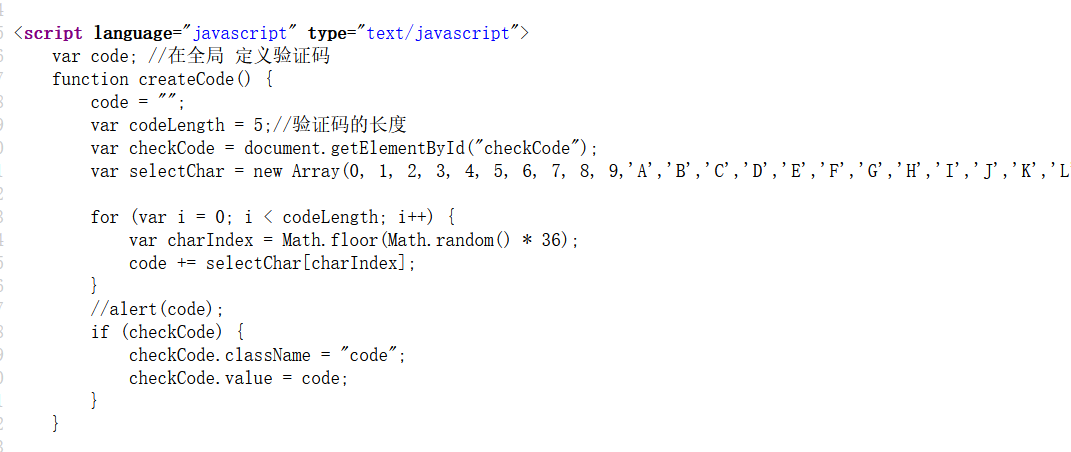 <script language="javascript" type="text/javascript">
    var code; //在全局 定义验证码
    function createCode() {
        code = "";
        var codeLength = 5;//验证码的长度
        var checkCode = document.getElementById("checkCode");
        var selectChar = new Array(0, 1, 2, 3, 4, 5, 6, 7, 8, 9,'A','B','C','D','E','F','G','H','I','J','K','L

        for (var i = 0; i < codeLength; i++) {
            var charIndex = Math.floor(Math.random() * 36);
            code += selectChar[charIndex];
        }
        //alert(code);
        if (checkCode) {
            checkCode.className = "code";
            checkCode.value = code;
        }
    }